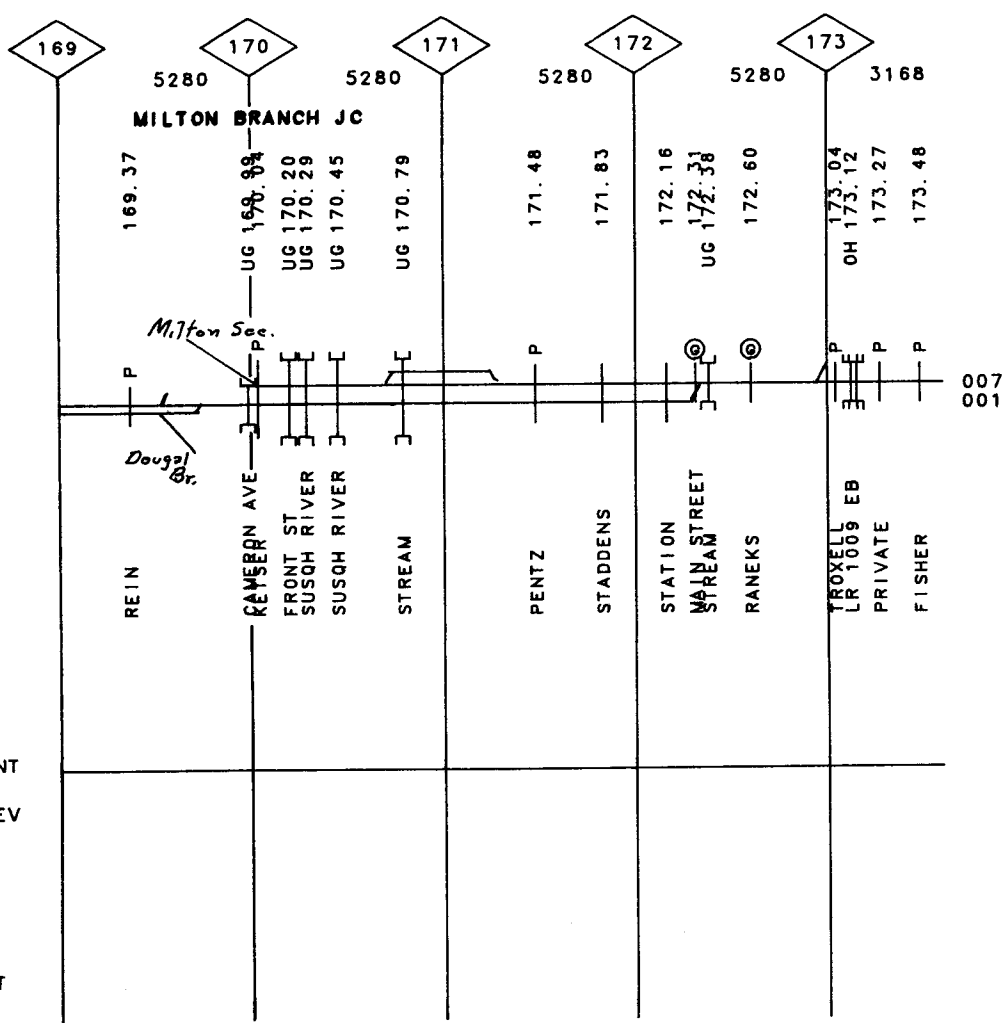 169 170 171 172 173
5280 5280 5280 5280 3168
MILTON BRANCH JC
169.37
UG 169.99
170.04
UG 170.20
UG 170.29
UG 170.45
UG 170.79
171.48
171.83
172.16
172.31
UG 172.38
172.60
173.04
OH 173.12
173.27
173.48
Milton Sec.
P P P G G P P P
007
001
Dougal
Br.
REIN
CAMERON AVE
KEISER
FRONT ST
SUSQH RIVER
SUSQH RIVER
STREAM
PENTZ
STADDENS
STATION
MAIN STREET
STREAM
RANEKS
TROXELL
LR 1009 EB
PRIVATE
FISHER
NT
EV
T